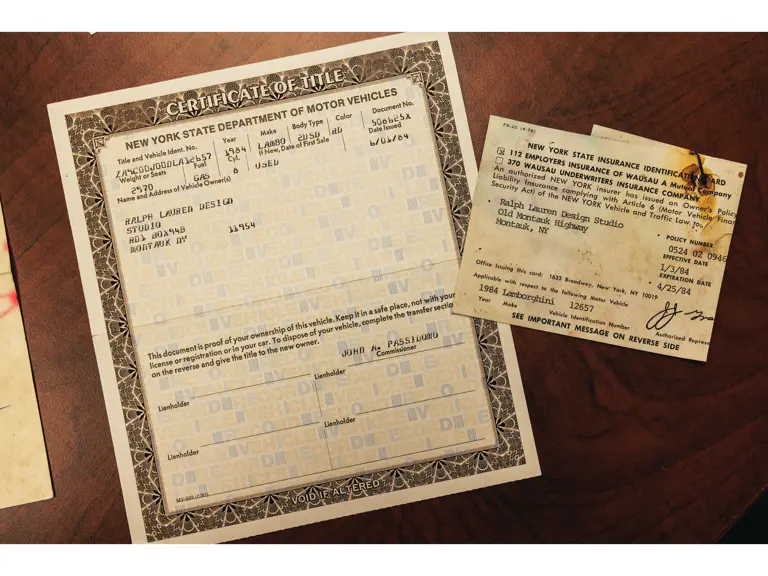 CERTIFICATE OF TITLE
NEW YORK STATE DEPARTMENT OF MOTOR VEHICLES
Title and Vehicle Ident. No. Year Make Body Type Color Document No.
1984 LAMBO 2DSD RD 508625X
Weight or Seats Fuel Cyl. If New, Date of First Sale Date Issued
2570 GAS 8 USED 6/01/84
Name and Address of Vehicle Owner(s)
RALPH LAUREN DESIGN
STUDIO
RD1 BOX94B
MONTAUK NY 11954
This document is proof of your ownership of this vehicle. Keep it in a safe place, not with your
license or registration or in your car. To dispose of your vehicle, complete the transfer section
on the reverse and give the title to the new owner.
JOHN A. PASSIDOMO
Commissioner
Lienholder
Lienholder
Lienholder
Lienholder
VOID IF ALTERED
FS-20
NEW YORK STATE INSURANCE IDENTIFICATION CARD
112 EMPLOYERS INSURANCE OF WAUSAU A Mutual Company
370 WAUSAU UNDERWRITERS INSURANCE COMPANY
An authorized NEW YORK insurer has issued an Owner's Policy
Liability Insurance complying with Article 6 (Motor Vehicle Finan
Security Act) of the NEW YORK Vehicle and Traffic Law to:
Ralph Lauren Design Studio
Old Montauk Highway
Montauk, NY
POLICY NUMBER
0524 02 0946
EFFECTIVE DATE
1/3/84
EXPIRATION DATE
4/25/84
Office Issuing this card: 1633 Broadway, New York, NY 10019
Applicable with respect to the following Motor Vehicle
1984 Lamborghini 12657
Year Make Vehicle Identification Number
Authorized Represe
SEE IMPORTANT MESSAGE ON REVERSE SIDE